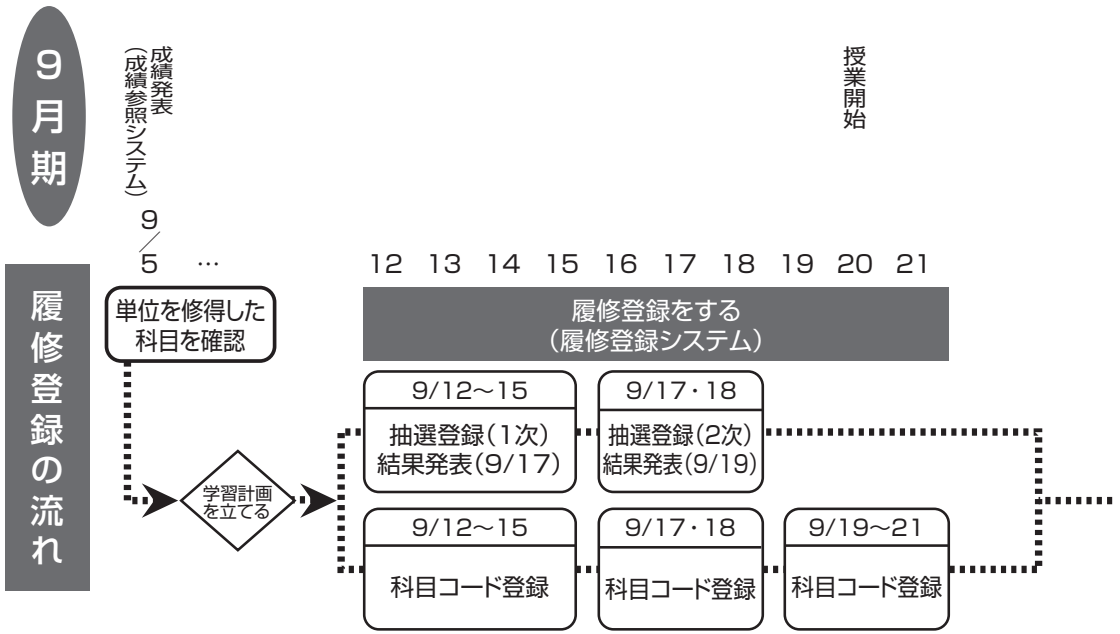 9月期
成績発表
（成績参照システム）
授業開始
9／5 … 12 13 14 15 16 17 18 19 20 21
履修登録の流れ
単位を修得した
科目を確認
履修登録をする
（履修登録システム）
学習計画
を立てる
9/12〜15
抽選登録（1次）
結果発表（9/17）
9/17・18
抽選登録（2次）
結果発表（9/19）
9/12〜15
科目コード登録
9/17・18
科目コード登録
9/19〜21
科目コード登録